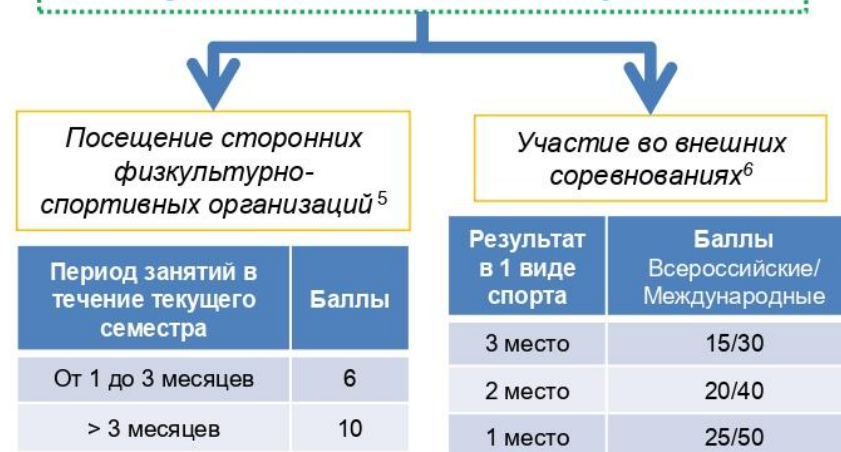 Посещение сторонних
физкультурно-
спортивных организаций 5
Период занятий в
течение текущего
семестра
Баллы
От 1 до 3 месяцев 6
> 3 месяцев 10
Участие во внешних
соревнованиях6
Результат
в 1 виде
спорта
Баллы
Всероссийские/
Международные
3 место 15/30
2 место 20/40
1 место 25/50